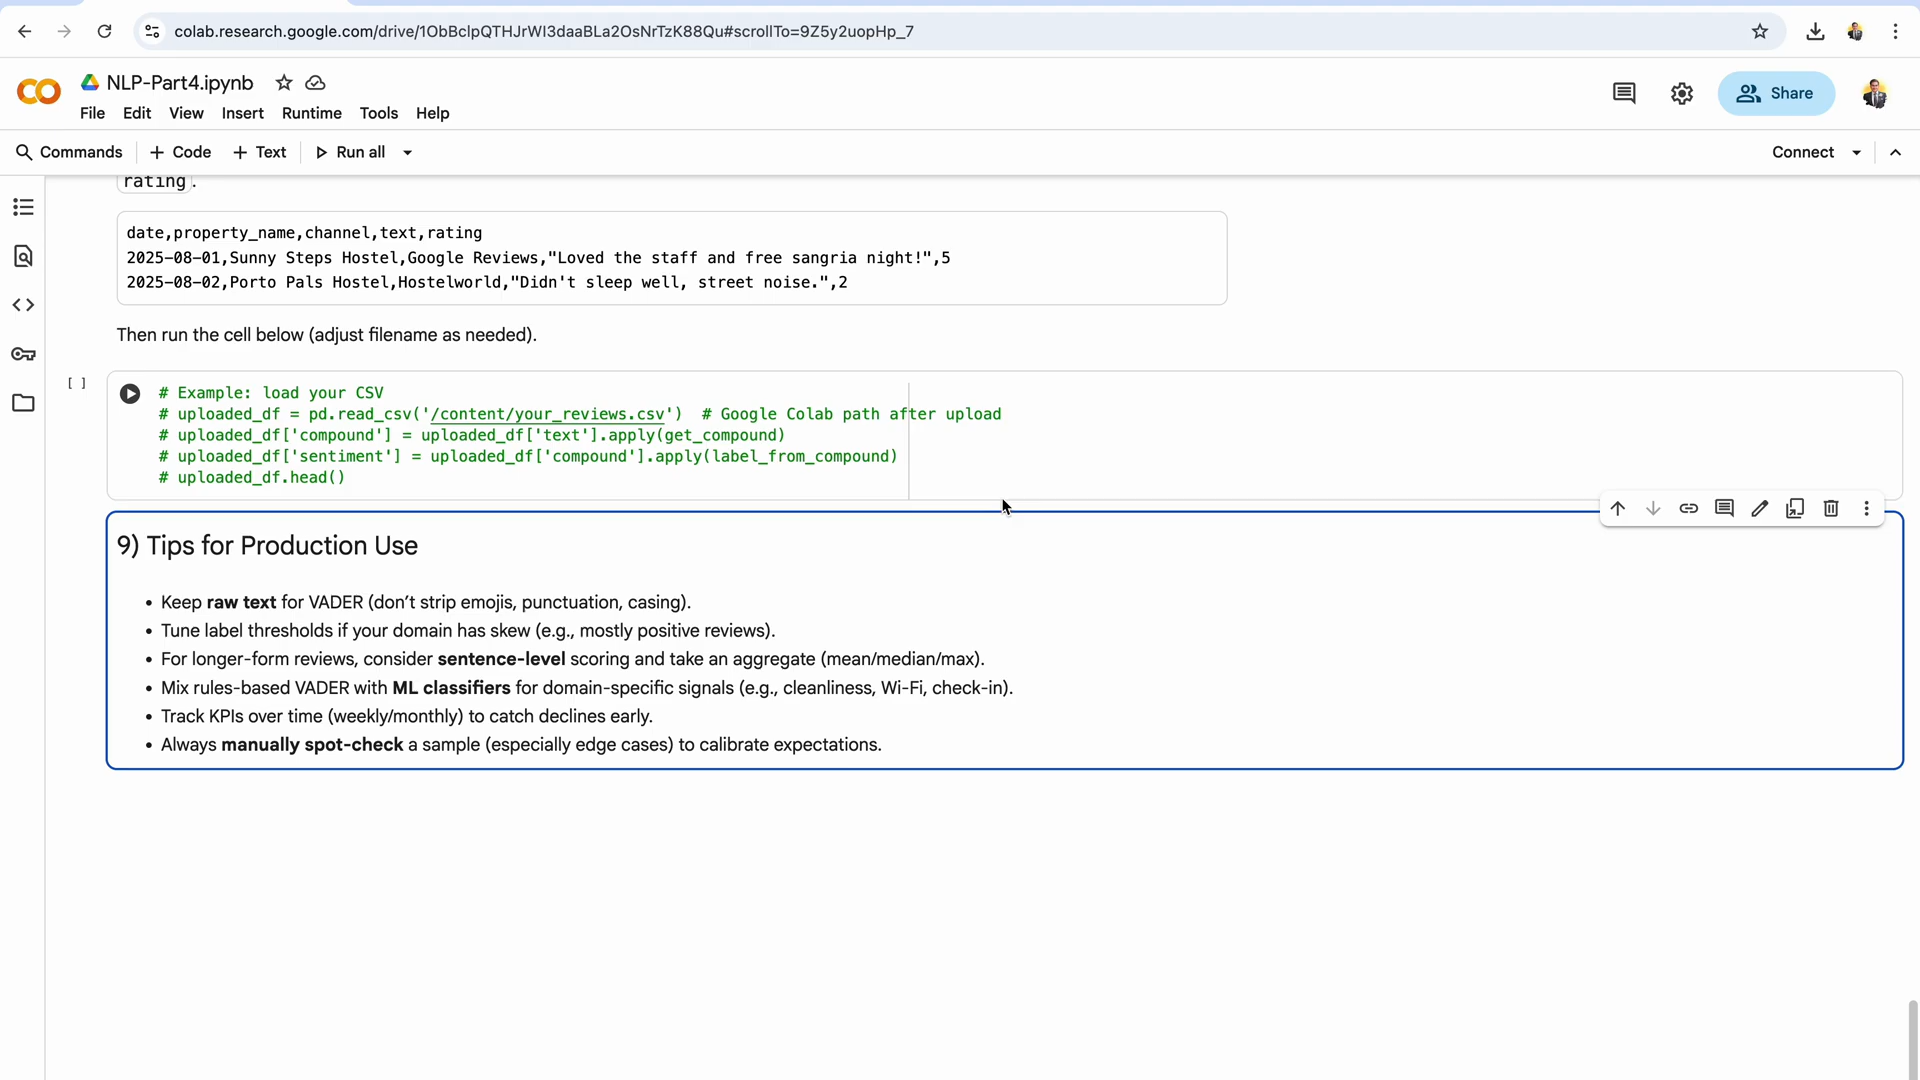 colab.research.google.com/drive/1ObBclpQTHJrWI3daaBLa2OsNrTzK88Qu#scrollTo=9Z5y2uopHp_7
NLP-Part4.ipynb
File Edit View Insert Runtime Tools Help
Share
Commands + Code + Text Run all
Connect
rating.
date,property_name,channel,text,rating
2025-08-01,Sunny Steps Hostel,Google Reviews,"Loved the staff and free sangria night!",5
2025-08-02,Porto Pals Hostel,Hostelworld,"Didn't sleep well, street noise.",2
Then run the cell below (adjust filename as needed).
[ ]
# Example: load your CSV
# uploaded_df = pd.read_csv('/content/your_reviews.csv')  # Google Colab path after upload
# uploaded_df['compound'] = uploaded_df['text'].apply(get_compound)
# uploaded_df['sentiment'] = uploaded_df['compound'].apply(label_from_compound)
# uploaded_df.head()
9) Tips for Production Use
• Keep raw text for VADER (don’t strip emojis, punctuation, casing).
• Tune label thresholds if your domain has skew (e.g., mostly positive reviews).
• For longer-form reviews, consider sentence-level scoring and take an aggregate (mean/median/max).
• Mix rules-based VADER with ML classifiers for domain-specific signals (e.g., cleanliness, Wi-Fi, check-in).
• Track KPIs over time (weekly/monthly) to catch declines early.
• Always manually spot-check a sample (especially edge cases) to calibrate expectations.